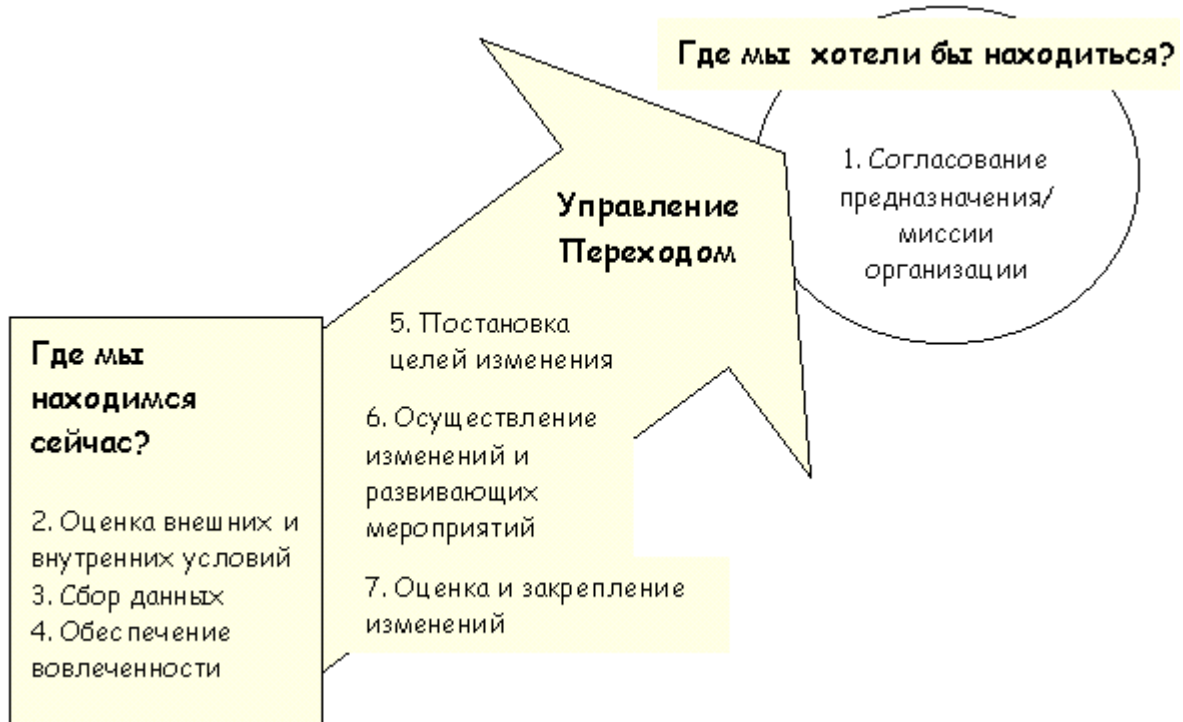 Где мы хотели бы находиться?
1. Согласование
предназначения/
миссии
организации
Управление
Переходом
5. Постановка
целей изменения
6. Осуществление
изменений и
развивающих
мероприятий
7. Оценка и закрепление
изменений
Где мы
находимся
сейчас?
2. Оценка внешних и
внутренних условий
3. Сбор данных
4. Обеспечение
вовлеченности